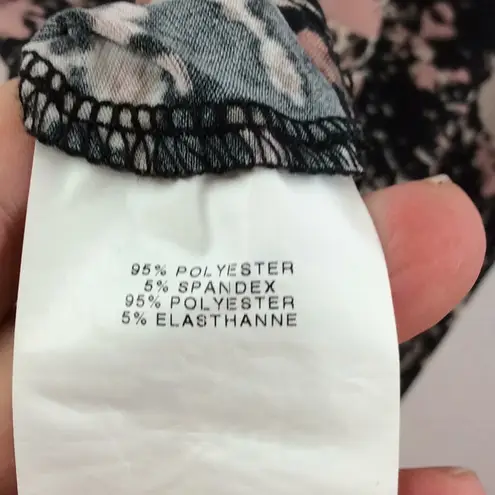 95% POLYESTER
5% SPANDEX
95% POLYESTER
5% ELASTHANNE